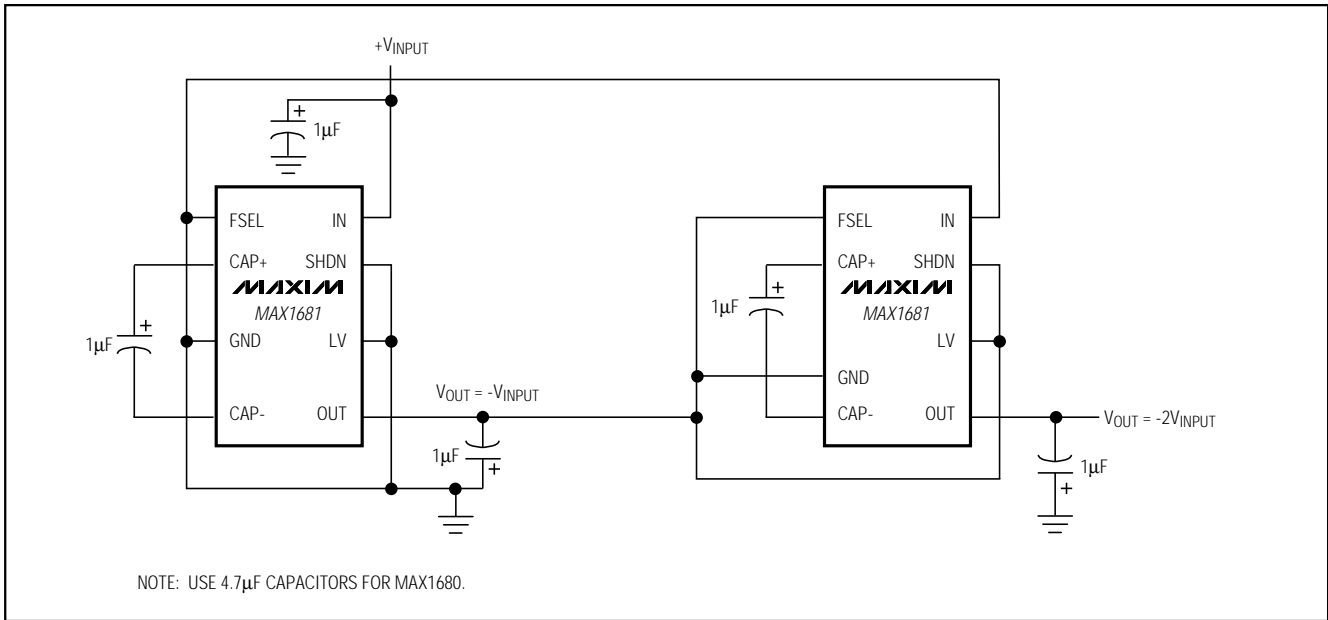 +VINPUT
+
1µF
FSEL IN
CAP+ SHDN
MAXIM
MAX1681
GND LV
CAP- OUT
+
1µF
VOUT = -VINPUT
1µF
+
FSEL IN
CAP+ SHDN
MAXIM
MAX1681
LV
GND
CAP- OUT
+
1µF
VOUT = -2VINPUT
1µF
+
NOTE: USE 4.7µF CAPACITORS FOR MAX1680.